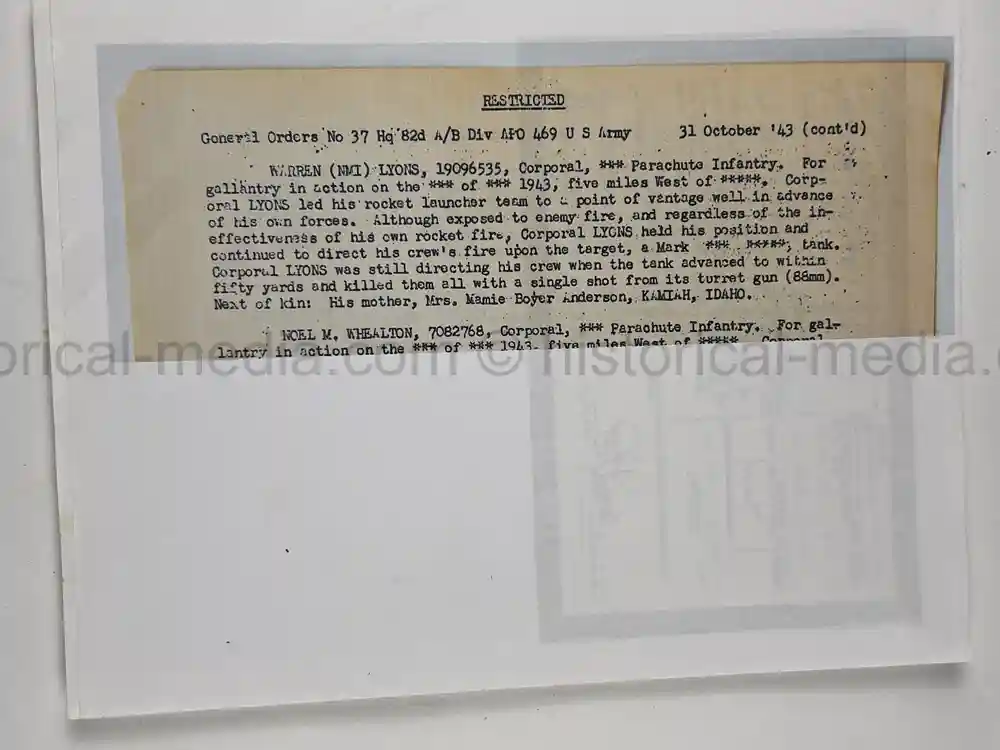 RESTRICTED
General Orders No 37 Hq 82d A/B Div APO 469 U S Army 31 October '43 (cont'd)
WARREN (NMI) LYONS, 19096535, Corporal, *** Parachute Infantry. For
gallantry in action on the *** of *** 1943, five miles West of *****. Corp-
oral LYONS led his rocket launcher team to a point of vantage well in advance
of his own forces. Although exposed to enemy fire, and regardless of the in-
effectiveness of his own rocket fire, Corporal LYONS held his position and
continued to direct his crew's fire upon the target, a Mark *** *****, tank.
Corporal LYONS was still directing his crew when the tank advanced to within
fifty yards and killed them all with a single shot from its turret gun (88mm).
Next of kin: His mother, Mrs. Mamie Boyer Anderson, KAMIAH, IDAHO.
NOEL M. WHEALTON, 7082768, Corporal, *** Parachute Infantry. For gal-
lantry in action on the *** of *** 1943, five miles West of ***** Corporal
orical-media.com © historical-media.